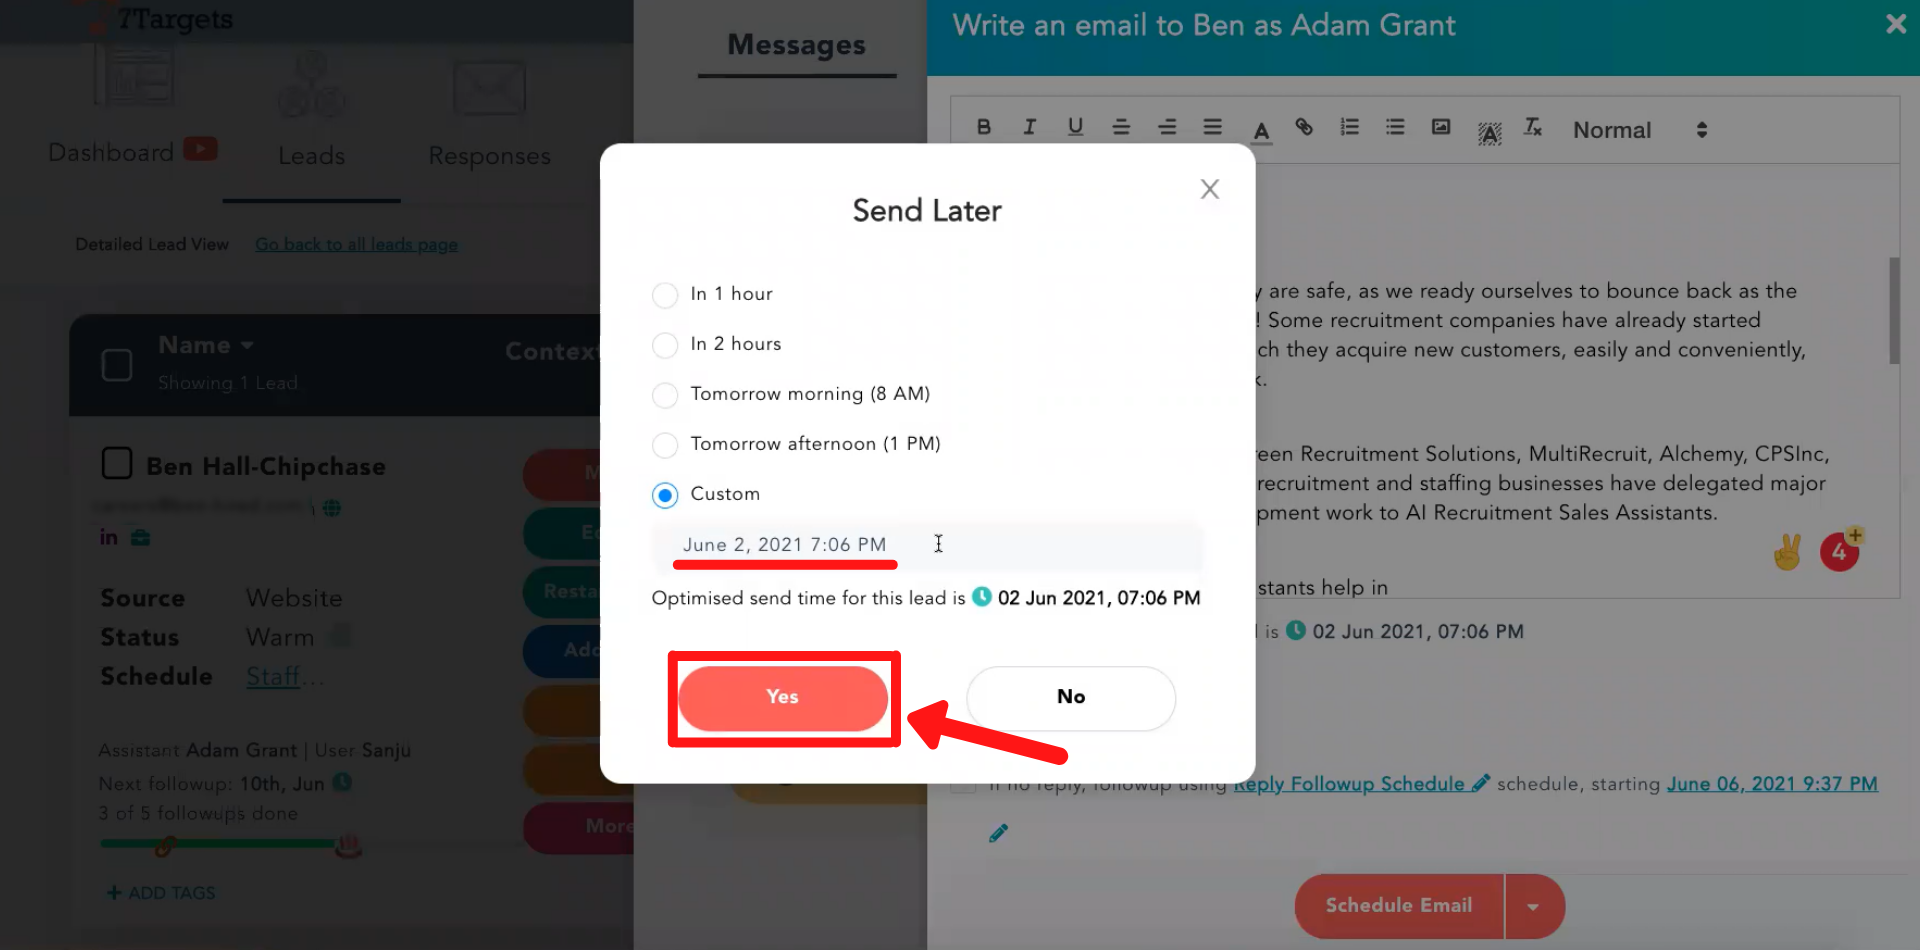 7Targets
Dashboard
Leads
Responses
Detailed Lead View
Go back to all leads page
Name
Showing 1 Lead
Contex
Ben Hall-Chipchase
in
Source Website
Status Warm
Schedule Staff...
Assistant Adam Grant | User Sanju
Next followup: 10th, Jun
3 of 5 followups done
+ ADD TAGS
M
Ed
Resta
Add
More
Messages
Send Later
X
In 1 hour
In 2 hours
Tomorrow morning (8 AM)
Tomorrow afternoon (1 PM)
Custom
June 2, 2021 7:06 PM
Optimised send time for this lead is 02 Jun 2021, 07:06 PM
Yes
No
Write an email to Ben as Adam Grant
B I U A A Tx Normal
y are safe, as we ready ourselves to bounce back as the
! Some recruitment companies have already started
ch they acquire new customers, easily and conveniently,
k.
een Recruitment Solutions, MultiRecruit, Alchemy, CPSInc,
recruitment and staffing businesses have delegated major
pment work to AI Recruitment Sales Assistants.
4
stants help in
is 02 Jun 2021, 07:06 PM
If no reply, followup using Reply Followup Schedule schedule, starting June 06, 2021 9:37 PM
Schedule Email